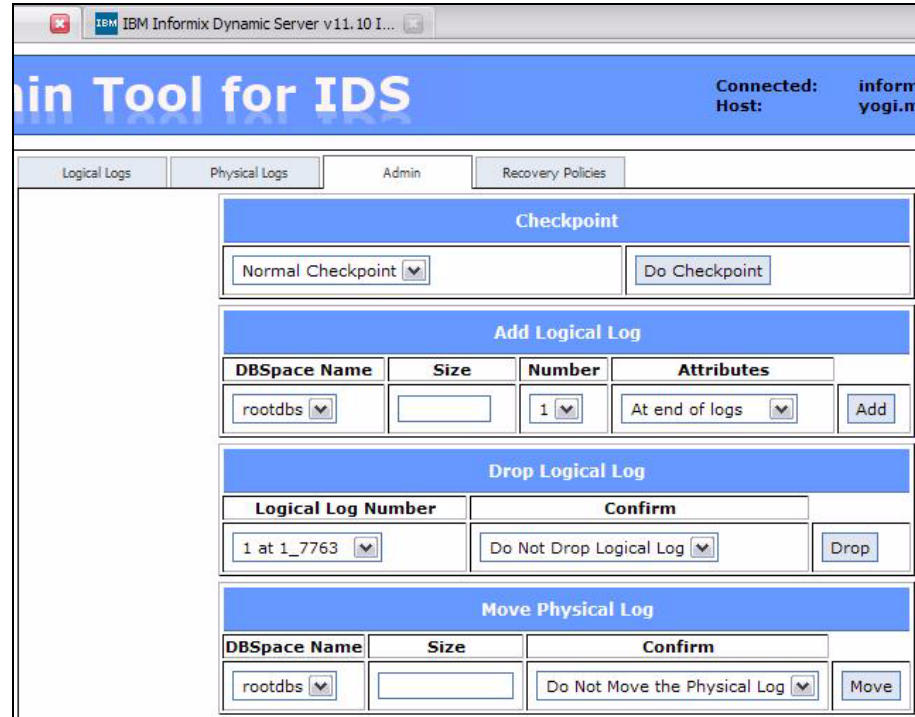 IBM IBM Informix Dynamic Server v11.10 I...
in Tool for IDS
Connected: inform
Host: yogi.m
Logical Logs Physical Logs Admin Recovery Policies
Checkpoint
Normal Checkpoint Do Checkpoint
Add Logical Log
DBSpace Name Size Number Attributes
rootdbs 1 At end of logs Add
Drop Logical Log
Logical Log Number Confirm
1 at 1_7763 Do Not Drop Logical Log Drop
Move Physical Log
DBSpace Name Size Confirm
rootdbs Do Not Move the Physical Log Move